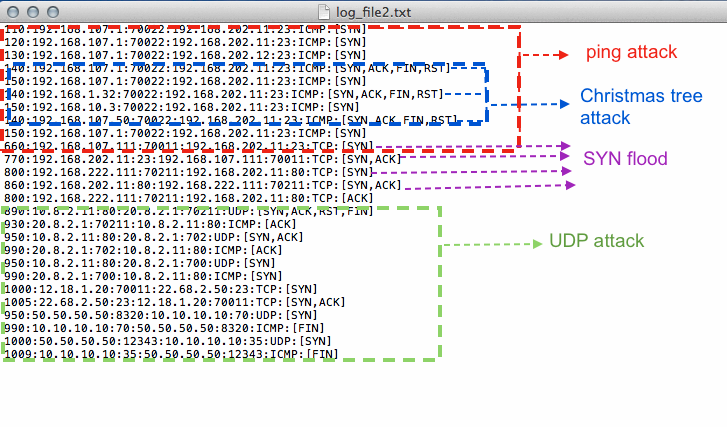 log_file2.txt
110:192.168.107.1:70022:192.168.202.11:23:ICMP:[SYN]
120:192.168.107.1:70022:192.168.202.11:23:ICMP:[SYN]
130:192.168.107.1:70022:192.168.202.12:23:ICMP:[SYN]
140:192.168.107.1:70022:192.168.202.11:23:ICMP:[SYN,ACK,FIN,RST]
150:192.168.107.1:70022:192.168.202.11:23:ICMP:[SYN]
140:192.168.1.32:70022:192.168.202.11:23:ICMP:[SYN,ACK,FIN,RST]
150:192.168.10.3:70022:192.168.202.11:23:ICMP:[SYN]
140:192.168.107.50:70022:192.168.202.11:23:ICMP:[SYN,ACK,FIN,RST]
150:192.168.107.1:70022:192.168.202.11:23:ICMP:[SYN]
660:192.168.107.111:70011:192.168.202.11:23:TCP:[SYN]
770:192.168.202.11:23:192.168.107.111:70011:TCP:[SYN,ACK]
800:192.168.222.111:70211:192.168.202.11:80:TCP:[SYN]
860:192.168.202.11:80:192.168.222.111:70211:TCP:[SYN,ACK]
800:192.168.222.111:70211:192.168.202.11:80:TCP:[ACK]
890:10.8.2.11:80:20.8.2.1:70211:UDP:[SYN,ACK,RST,FIN]
930:20.8.2.1:70211:10.8.2.11:80:ICMP:[ACK]
950:10.8.2.11:80:20.8.2.1:702:UDP:[SYN,ACK]
990:20.8.2.1:702:10.8.2.11:80:ICMP:[ACK]
950:10.8.2.11:80:20.8.2.1:700:UDP:[SYN]
990:20.8.2.1:700:10.8.2.11:80:ICMP:[SYN]
1000:12.18.1.20:70011:22.68.2.50:23:TCP:[SYN]
1005:22.68.2.50:23:12.18.1.20:70011:TCP:[SYN,ACK]
950:50.50.50.50:8320:10.10.10.10:70:UDP:[SYN]
990:10.10.10.10:70:50.50.50.50:8320:ICMP:[FIN]
1000:50.50.50.50:12343:10.10.10.10:35:UDP:[SYN]
1009:10.10.10.10:35:50.50.50.50:12343:ICMP:[FIN]
ping attack
Christmas tree
attack
SYN flood
UDP attack